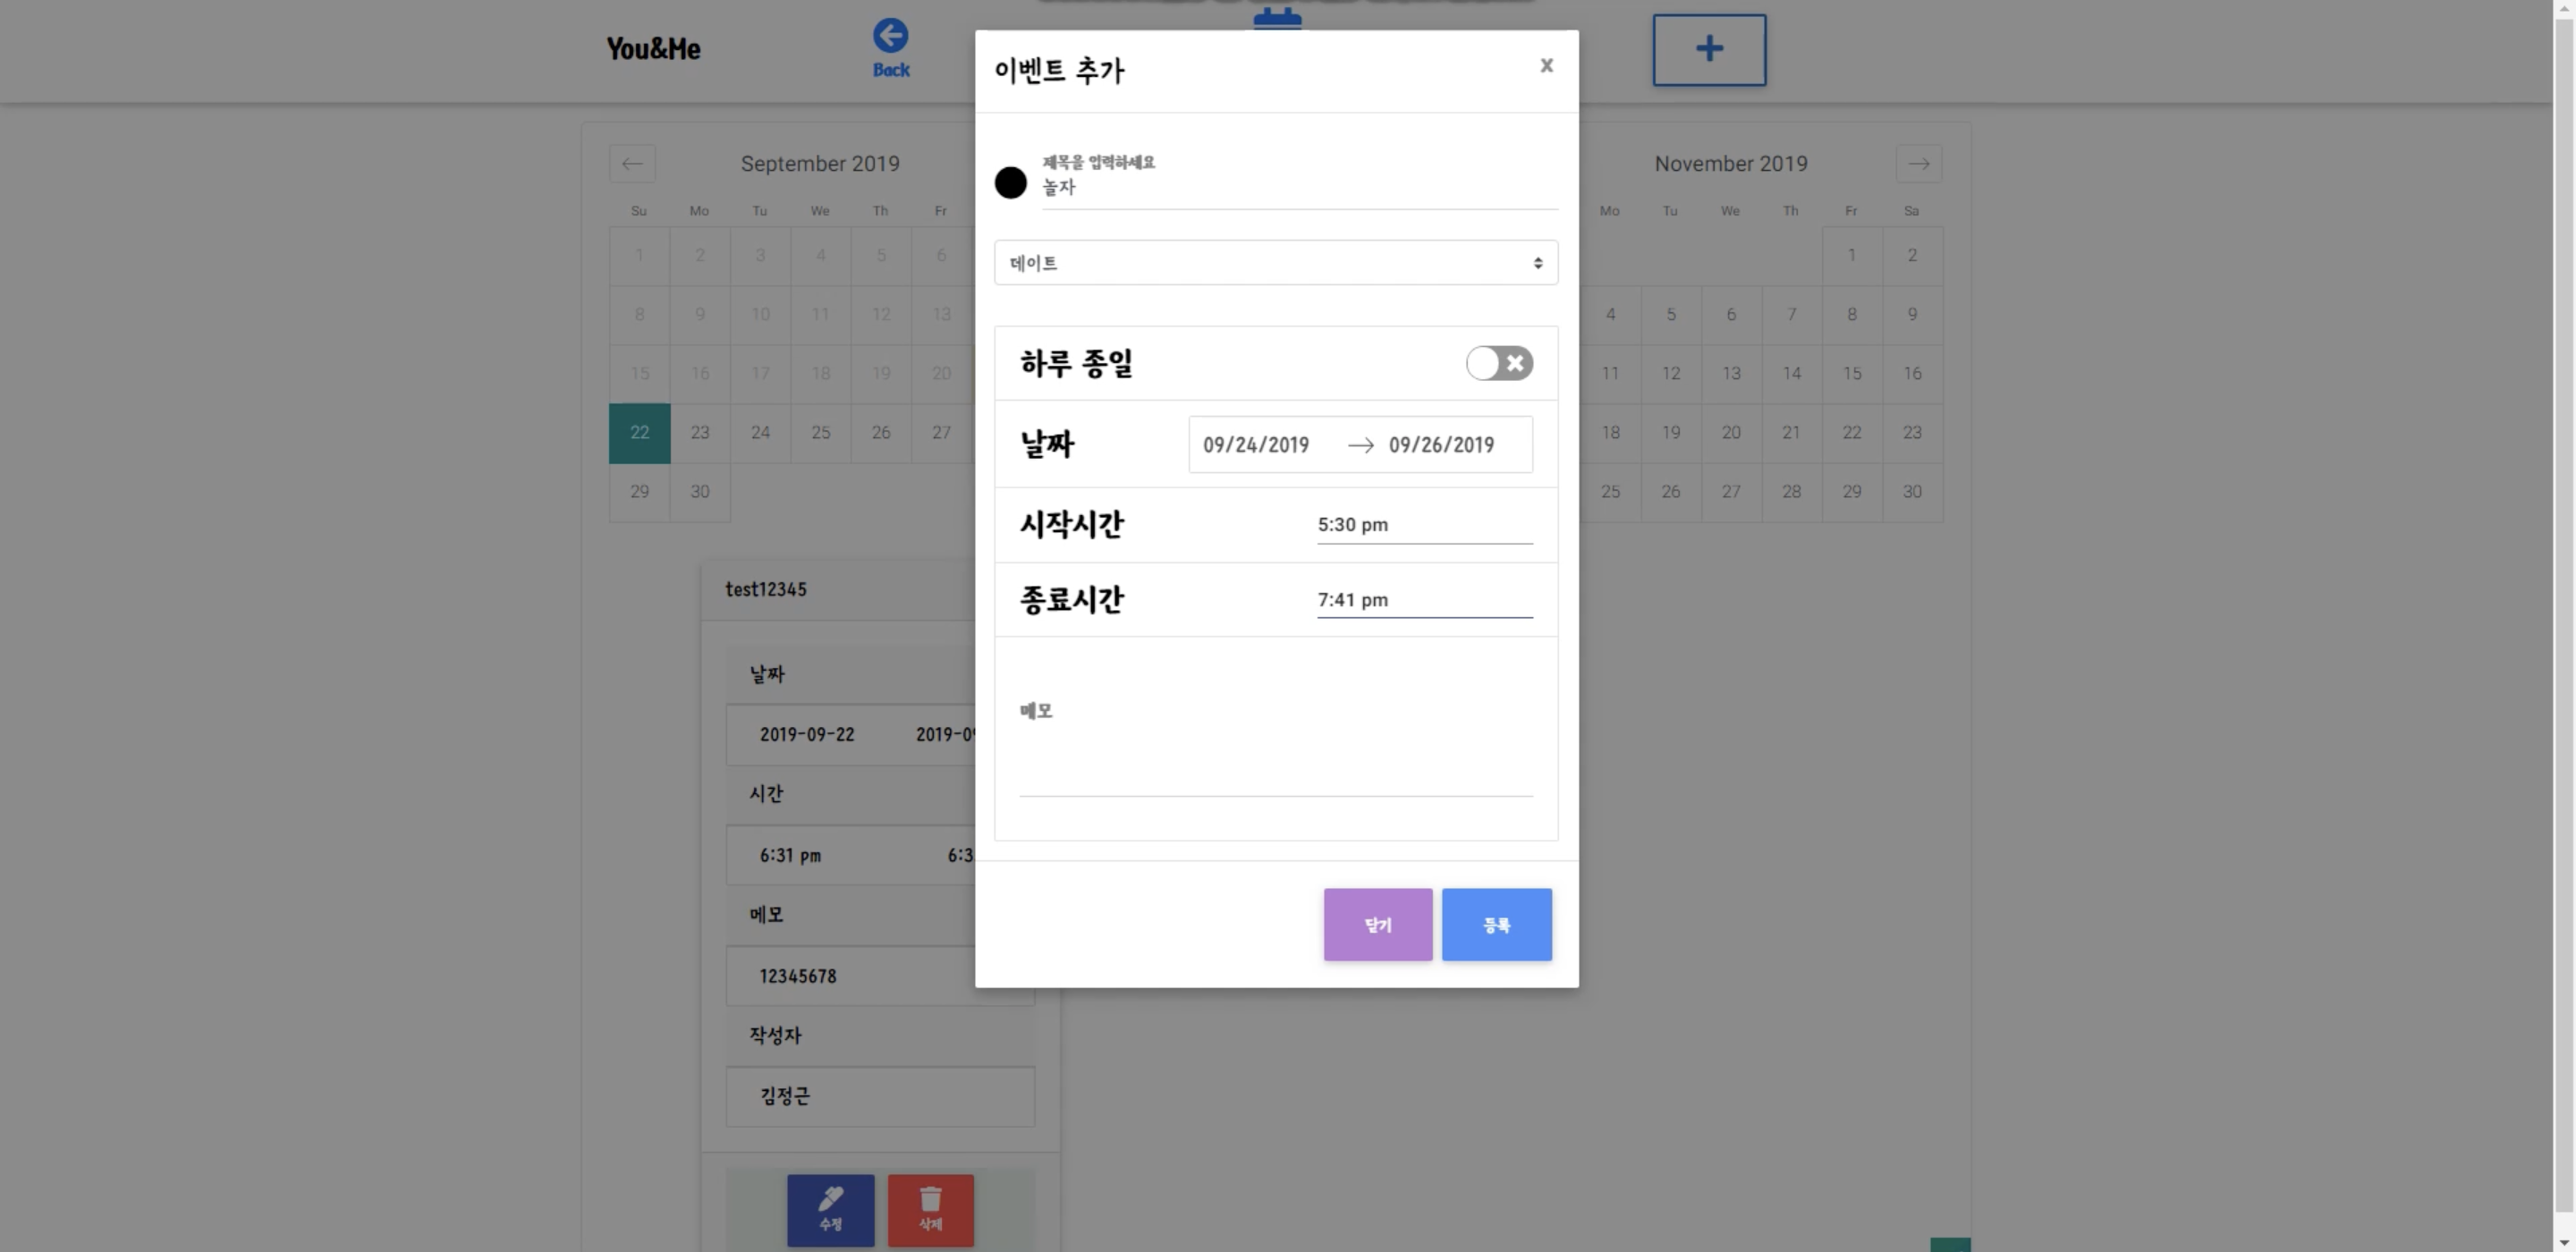 You&Me
Back
이벤트 추가
x
제목을 입력하세요
놀자
데이트
하루 종일
날짜
09/24/2019 → 09/26/2019
시작시간
5:30 pm
종료시간
7:41 pm
메모
닫기
등록
September 2019
Su Mo Tu We Th Fr
1 2 3 4 5 6
8 9 10 11 12 13
15 16 17 18 19 20
22 23 24 25 26 27
29 30
November 2019
Mo Tu We Th Fr Sa
1 2
4 5 6 7 8 9
11 12 13 14 15 16
18 19 20 21 22 23
25 26 27 28 29 30
test12345
날짜
2019-09-22 2019-0
시간
6:31 pm 6:3
메모
12345678
작성자
김정근
수정
삭제